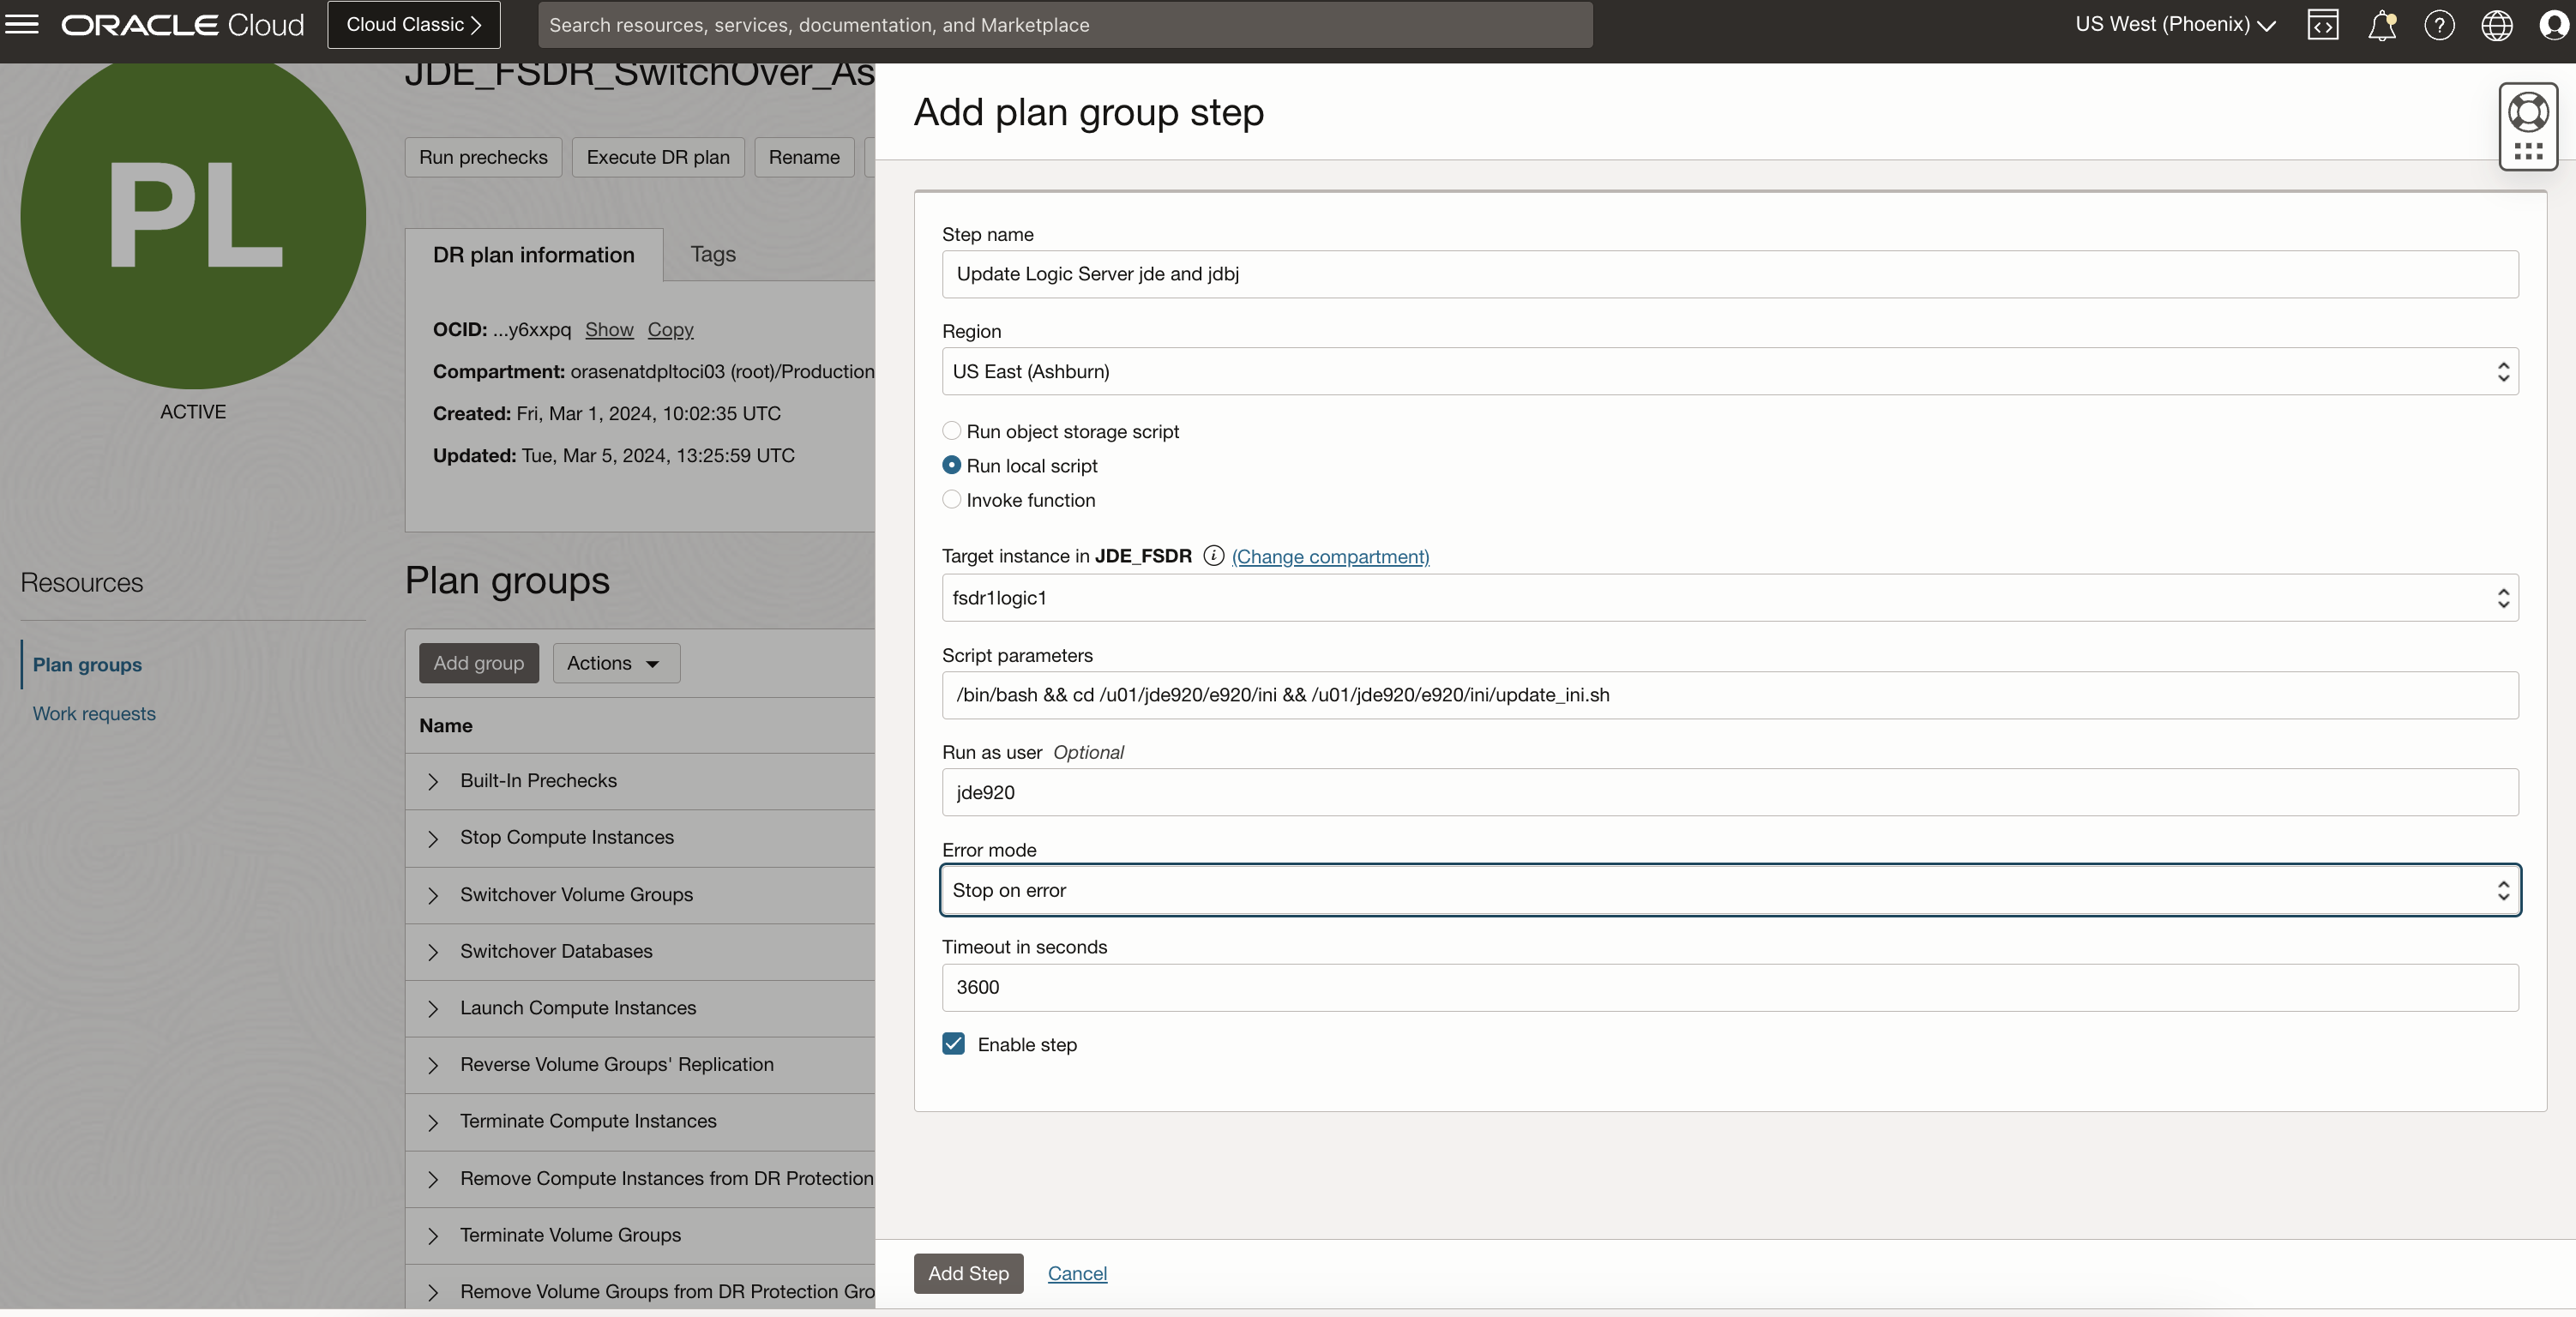 ORACLE Cloud
Cloud Classic
Search resources, services, documentation, and Marketplace
US West (Phoenix)
JDE_FSDR_SwitchOver_As
Run prechecks
Execute DR plan
Rename
PL
ACTIVE
DR plan information
Tags
OCID: ...y6xxpq Show Copy
Compartment: orasenatdpltoci03 (root)/Production
Created: Fri, Mar 1, 2024, 10:02:35 UTC
Updated: Tue, Mar 5, 2024, 13:25:59 UTC
Resources
Plan groups
Work requests
Plan groups
Add group
Actions
Name
Built-In Prechecks
Stop Compute Instances
Switchover Volume Groups
Switchover Databases
Launch Compute Instances
Reverse Volume Groups' Replication
Terminate Compute Instances
Remove Compute Instances from DR Protection
Terminate Volume Groups
Remove Volume Groups from DR Protection Gro
Add plan group step
Step name
Update Logic Server jde and jdbj
Region
US East (Ashburn)
Run object storage script
Run local script
Invoke function
Target instance in JDE_FSDR (Change compartment)
fsdr1logic1
Script parameters
/bin/bash && cd /u01/jde920/e920/ini && /u01/jde920/e920/ini/update_ini.sh
Run as user Optional
jde920
Error mode
Stop on error
Timeout in seconds
3600
Enable step
Add Step
Cancel